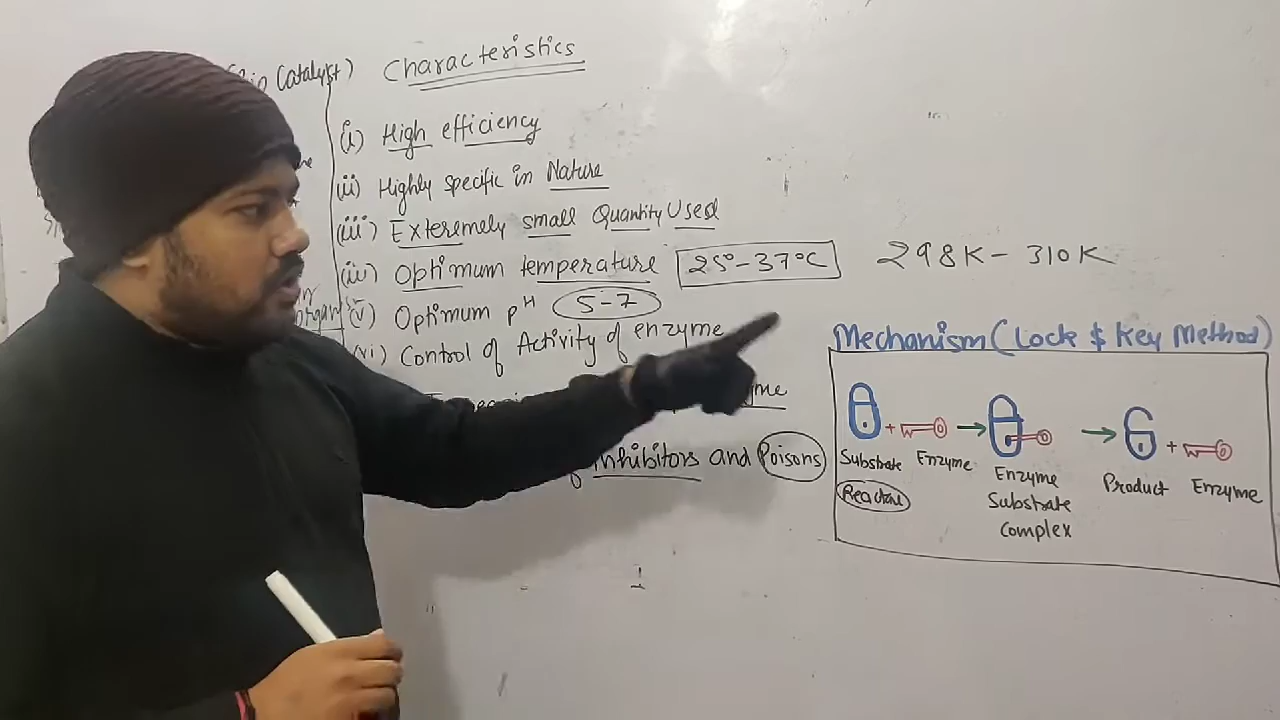 Catalyst) Characteristics
(i) High efficiency
(ii) Highly specific in Nature
(iii) Exteremely small Quantity Used
(iv) Optimum temperature 25°-37°C 298K - 310K
(v) Optimum pH 5-7
(vi) Control of Activity of enzyme
inhibitors and Poisons
Mechanism (Lock & Key Method)
+ → → +
Substrate Enzyme Enzyme Substrate Complex Product Enzyme